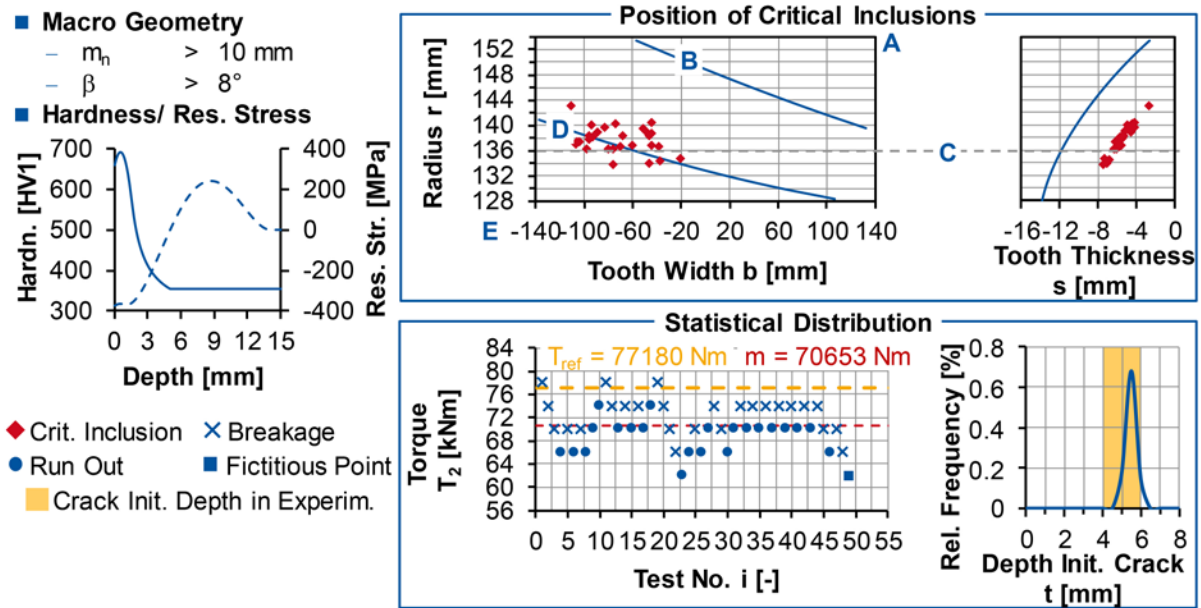 ■ Macro Geometry
– mn > 10 mm
– β > 8°
■ Hardness/ Res. Stress
700
600
500
400
300
Hardn. [HV1]
400
200
0
-200
-400
Res. Str. [MPa]
0 3 6 9 12 15
Depth [mm]
Crit. Inclusion
Breakage
Run Out
Fictitious Point
Crack Init. Depth in Experim.
Position of Critical Inclusions
152
148
144
140
136
132
128
Radius r [mm]
A
B
D
C
E
-140 -100 -60 -20 20 60 100 140
Tooth Width b [mm]
-16 -12 -8 -4 0
Tooth Thickness
s [mm]
Statistical Distribution
84
80
76
72
68
64
60
56
Torque
T2 [kNm]
Tref = 77180 Nm m = 70653 Nm
0 5 10 15 20 25 30 35 40 45 50 55
Test No. i [-]
0.8
0.6
0.4
0.2
0
Rel. Frequency [%]
0 2 4 6 8
Depth Init. Crack
t [mm]